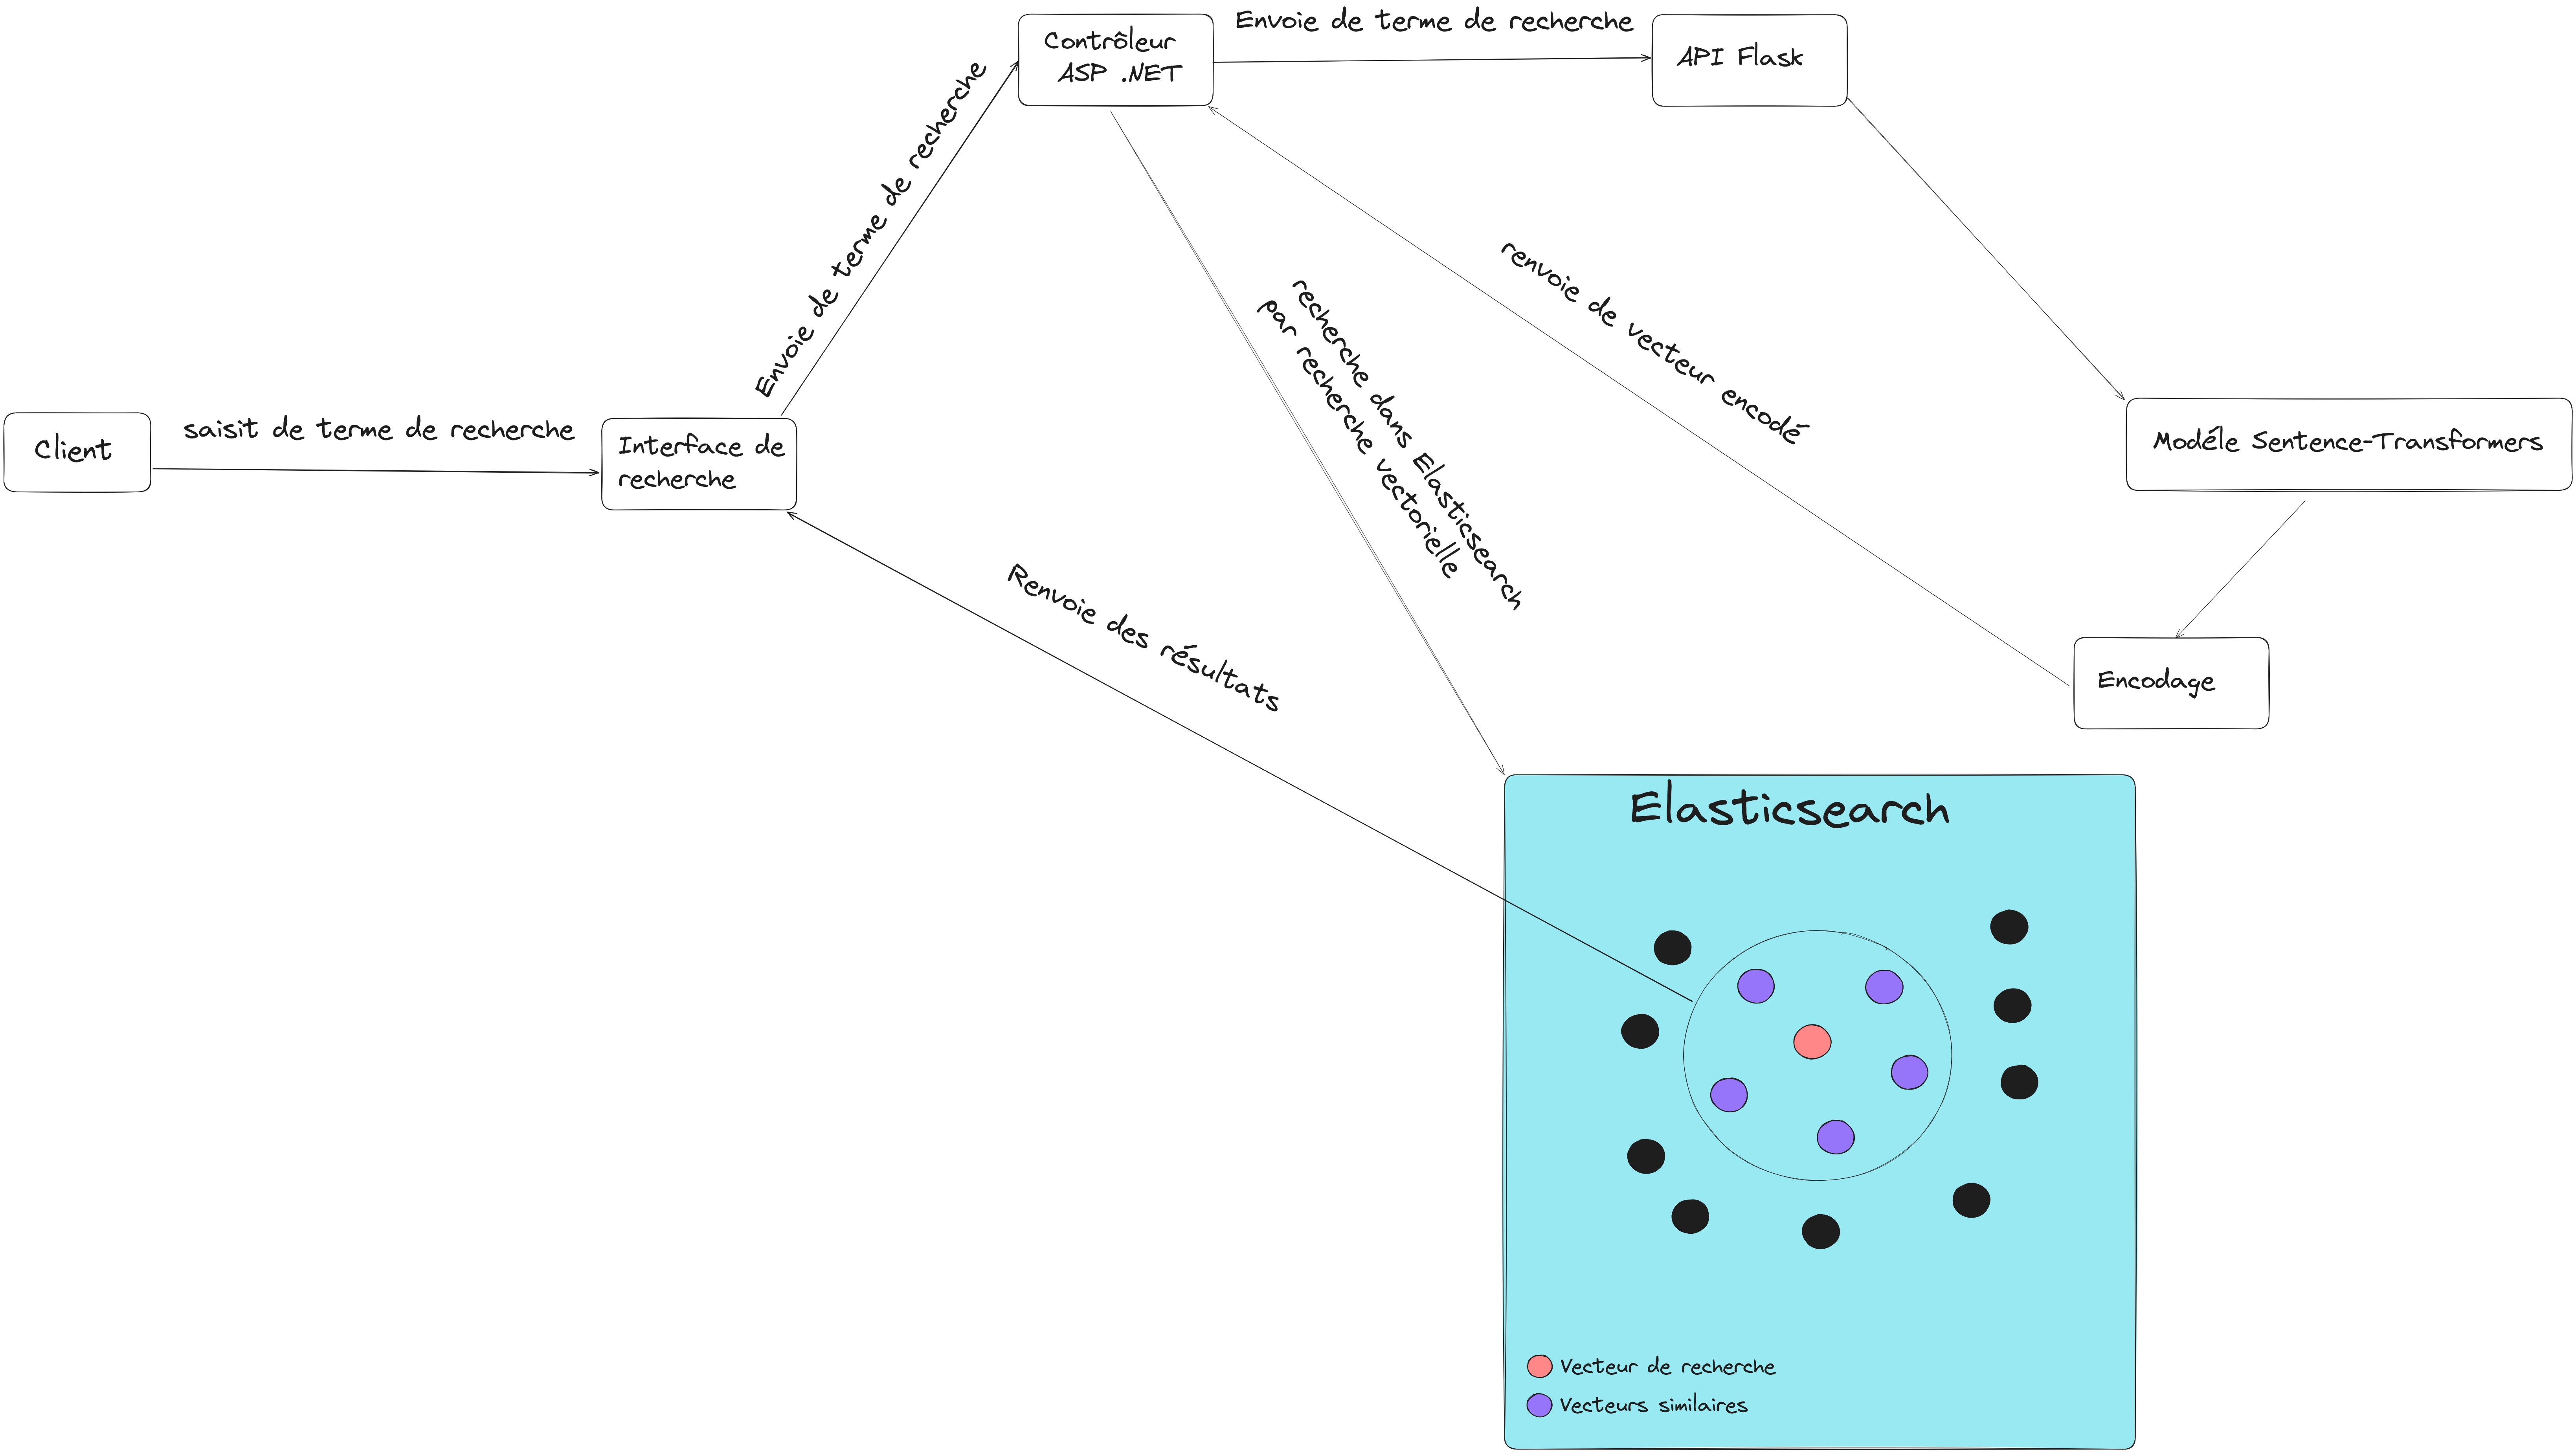 Contrôleur
ASP .NET
Envoie de terme de recherche
API Flask
Envoie de terme de recherche
renvoie de vecteur encodé
recherche dans Elasticsearch
par recherche vectorielle
Client
saisit de terme de recherche
Interface de
recherche
Modéle Sentence-Transformers
Renvoie des résultats
Encodage
Elasticsearch
Vecteur de recherche
Vecteurs similaires